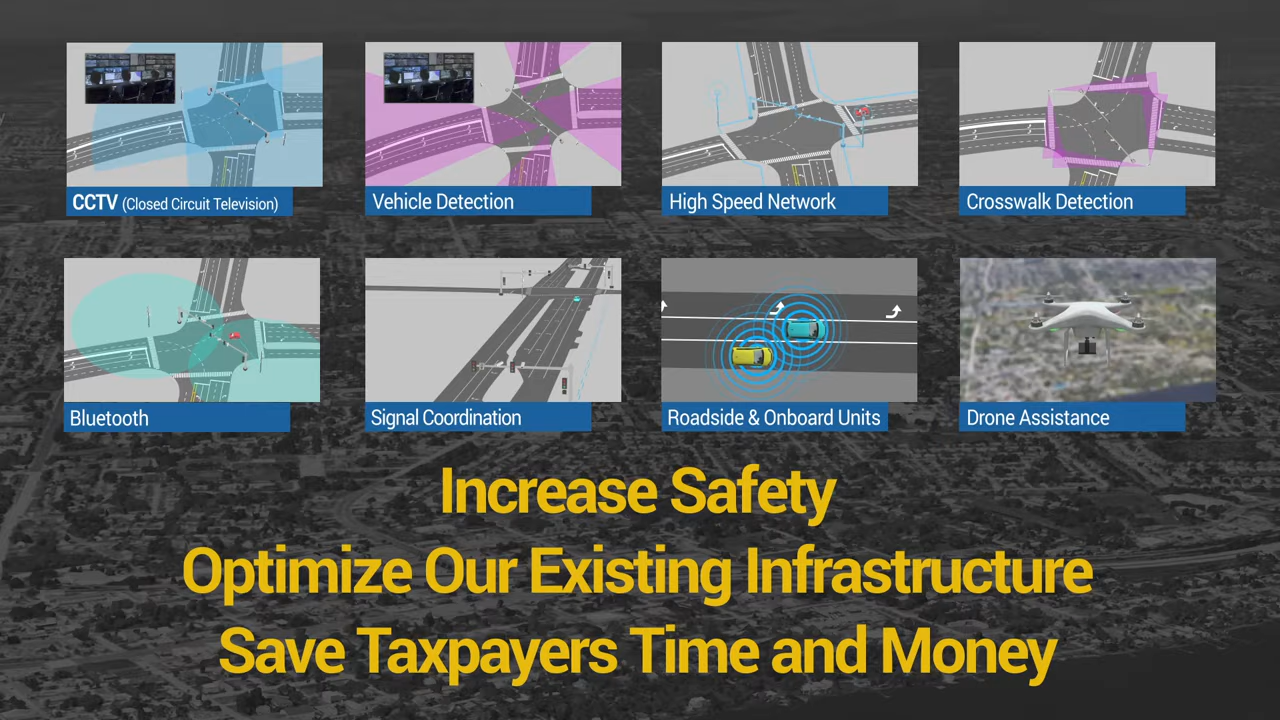 CCTV (Closed Circuit Television)
Vehicle Detection
High Speed Network
Crosswalk Detection
Bluetooth
Signal Coordination
Roadside & Onboard Units
Drone Assistance
Increase Safety
Optimize Our Existing Infrastructure
Save Taxpayers Time and Money